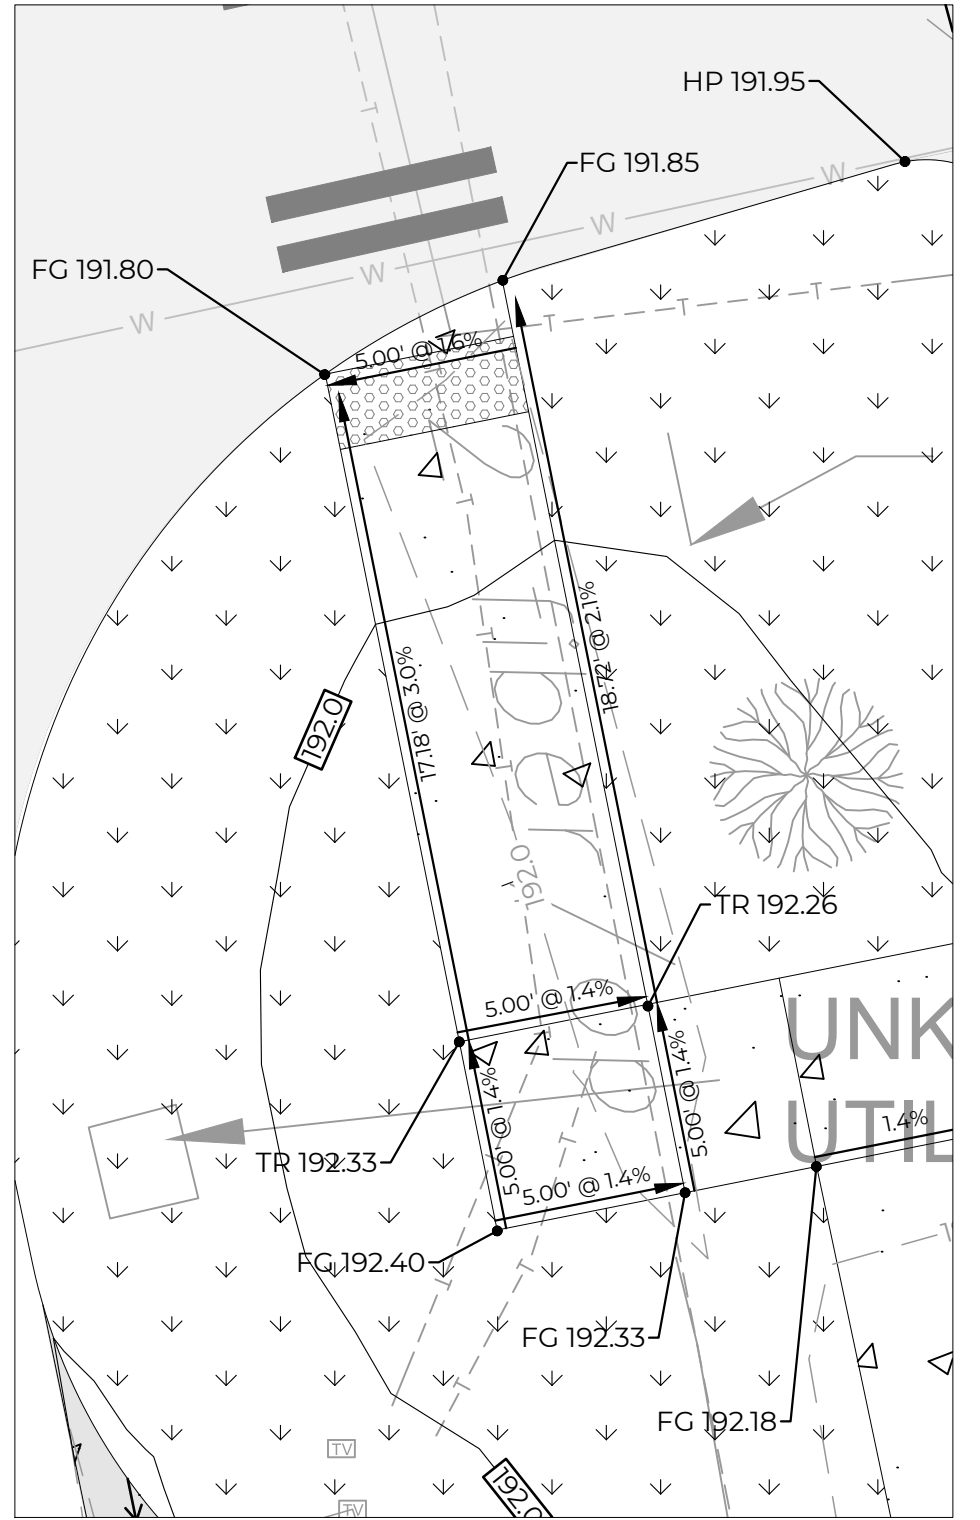 HP 191.95
T
FG 191.85
W
W
FG 191.80
W
T
T
T
W
5.00' @ 1.6%
T
T
18.72' @ 2.1%
17.18' @ 3.0%
192.0
192.0
TR 192.26
5.00' @ 1.4%
UNK
5.00' @ 1.4%
5.00' @ 1.4%
UTIL
1.4%
TR 192.33
T
5.00' @ 1.4%
FG 192.40
T
T
FG 192.33
T
FG 192.18
TV
192.0
TV